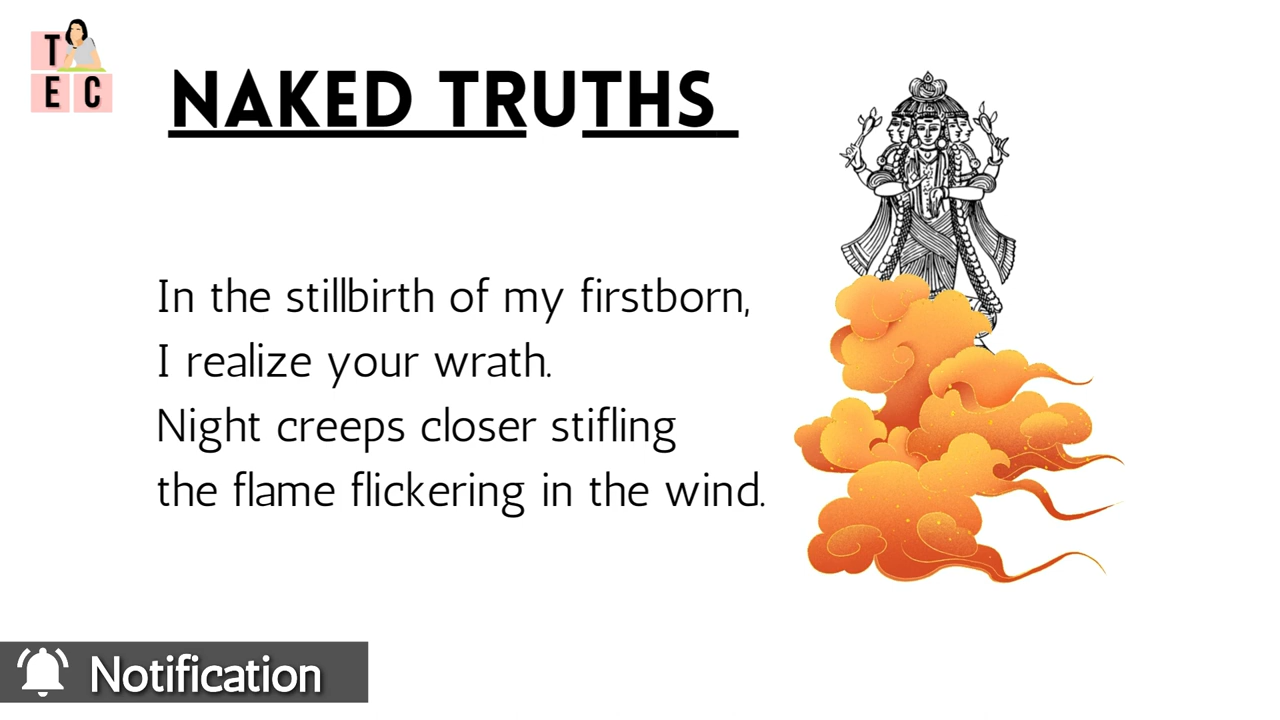 T
E C
NAKED TRUTHS
In the stillbirth of my firstborn,
I realize your wrath.
Night creeps closer stifling
the flame flickering in the wind.
Notification